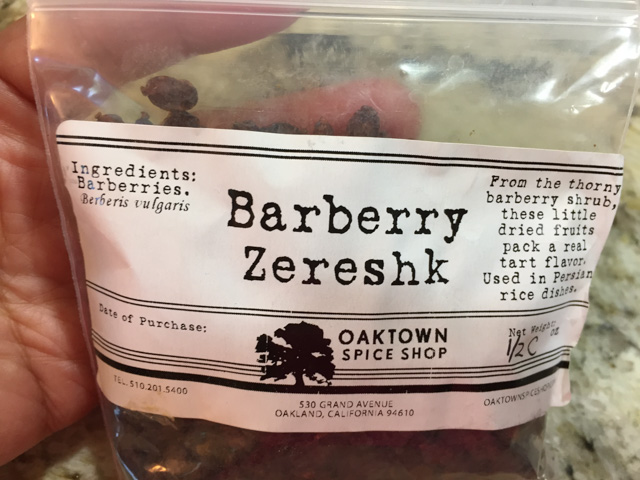 Ingredients:
Barberries.
Berberis vulgaris
Barberry
Zereshk
From the thorny
barberry shrub,
these little
dried fruits
pack a real
tart flavor.
Used in Persian
rice dishes.
Date of Purchase:
OAKTOWN
SPICE SHOP
Net Weight:
1/2 C oz
TEL. 510.201.5400
530 GRAND AVENUE
OAKLAND, CALIFORNIA 94610